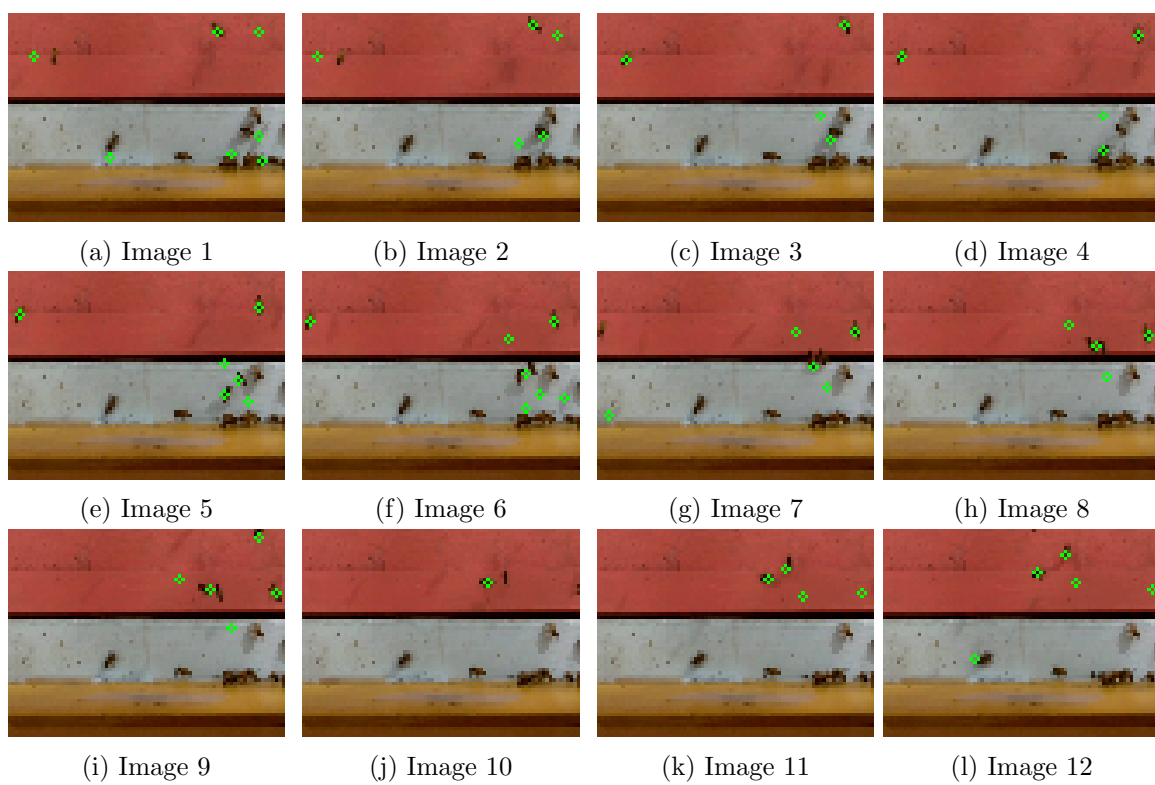 (a) Image 1
(b) Image 2
(c) Image 3
(d) Image 4
(e) Image 5
(f) Image 6
(g) Image 7
(h) Image 8
(i) Image 9
(j) Image 10
(k) Image 11
(l) Image 12